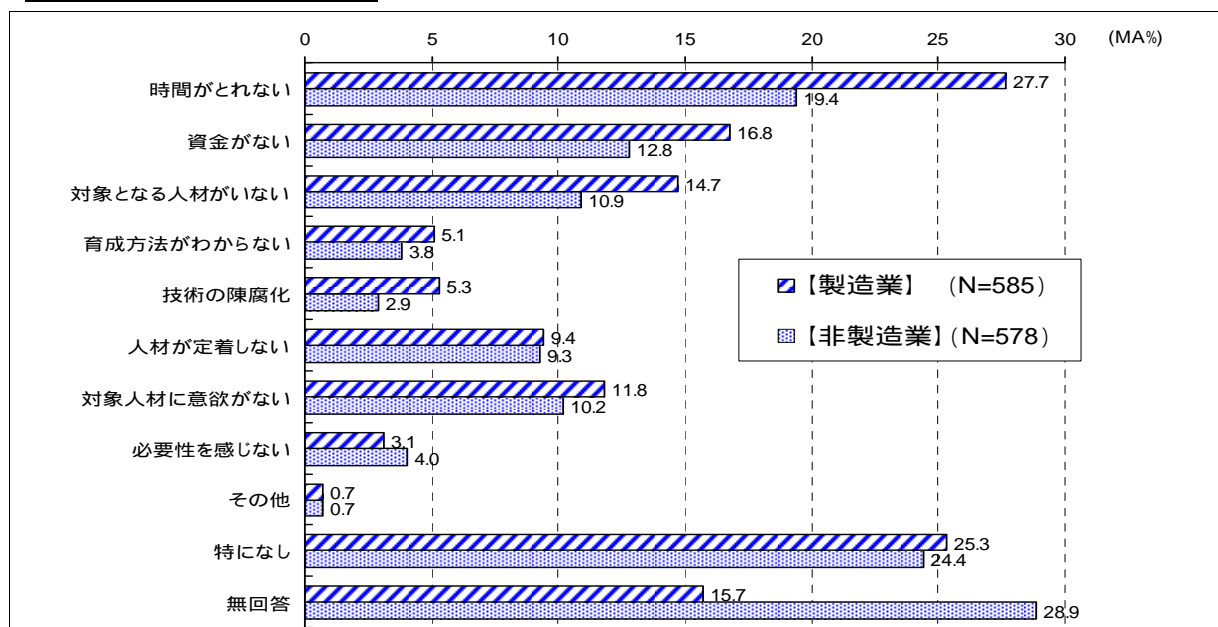 0 5 10 15 20 25 30 (MA%)
時間がとれない 27.7
19.4
資金がない 16.8
12.8
対象となる人材がいない 14.7
10.9
育成方法がわからない 5.1
3.8
技術の陳腐化 5.3
2.9
人材が定着しない 9.4
9.3
対象人材に意欲がない 11.8
10.2
必要性を感じない 3.1
4.0
その他 0.7
0.7
特になし 25.3
24.4
無回答 15.7
28.9
【製造業】 (N=585)
【非製造業】(N=578)